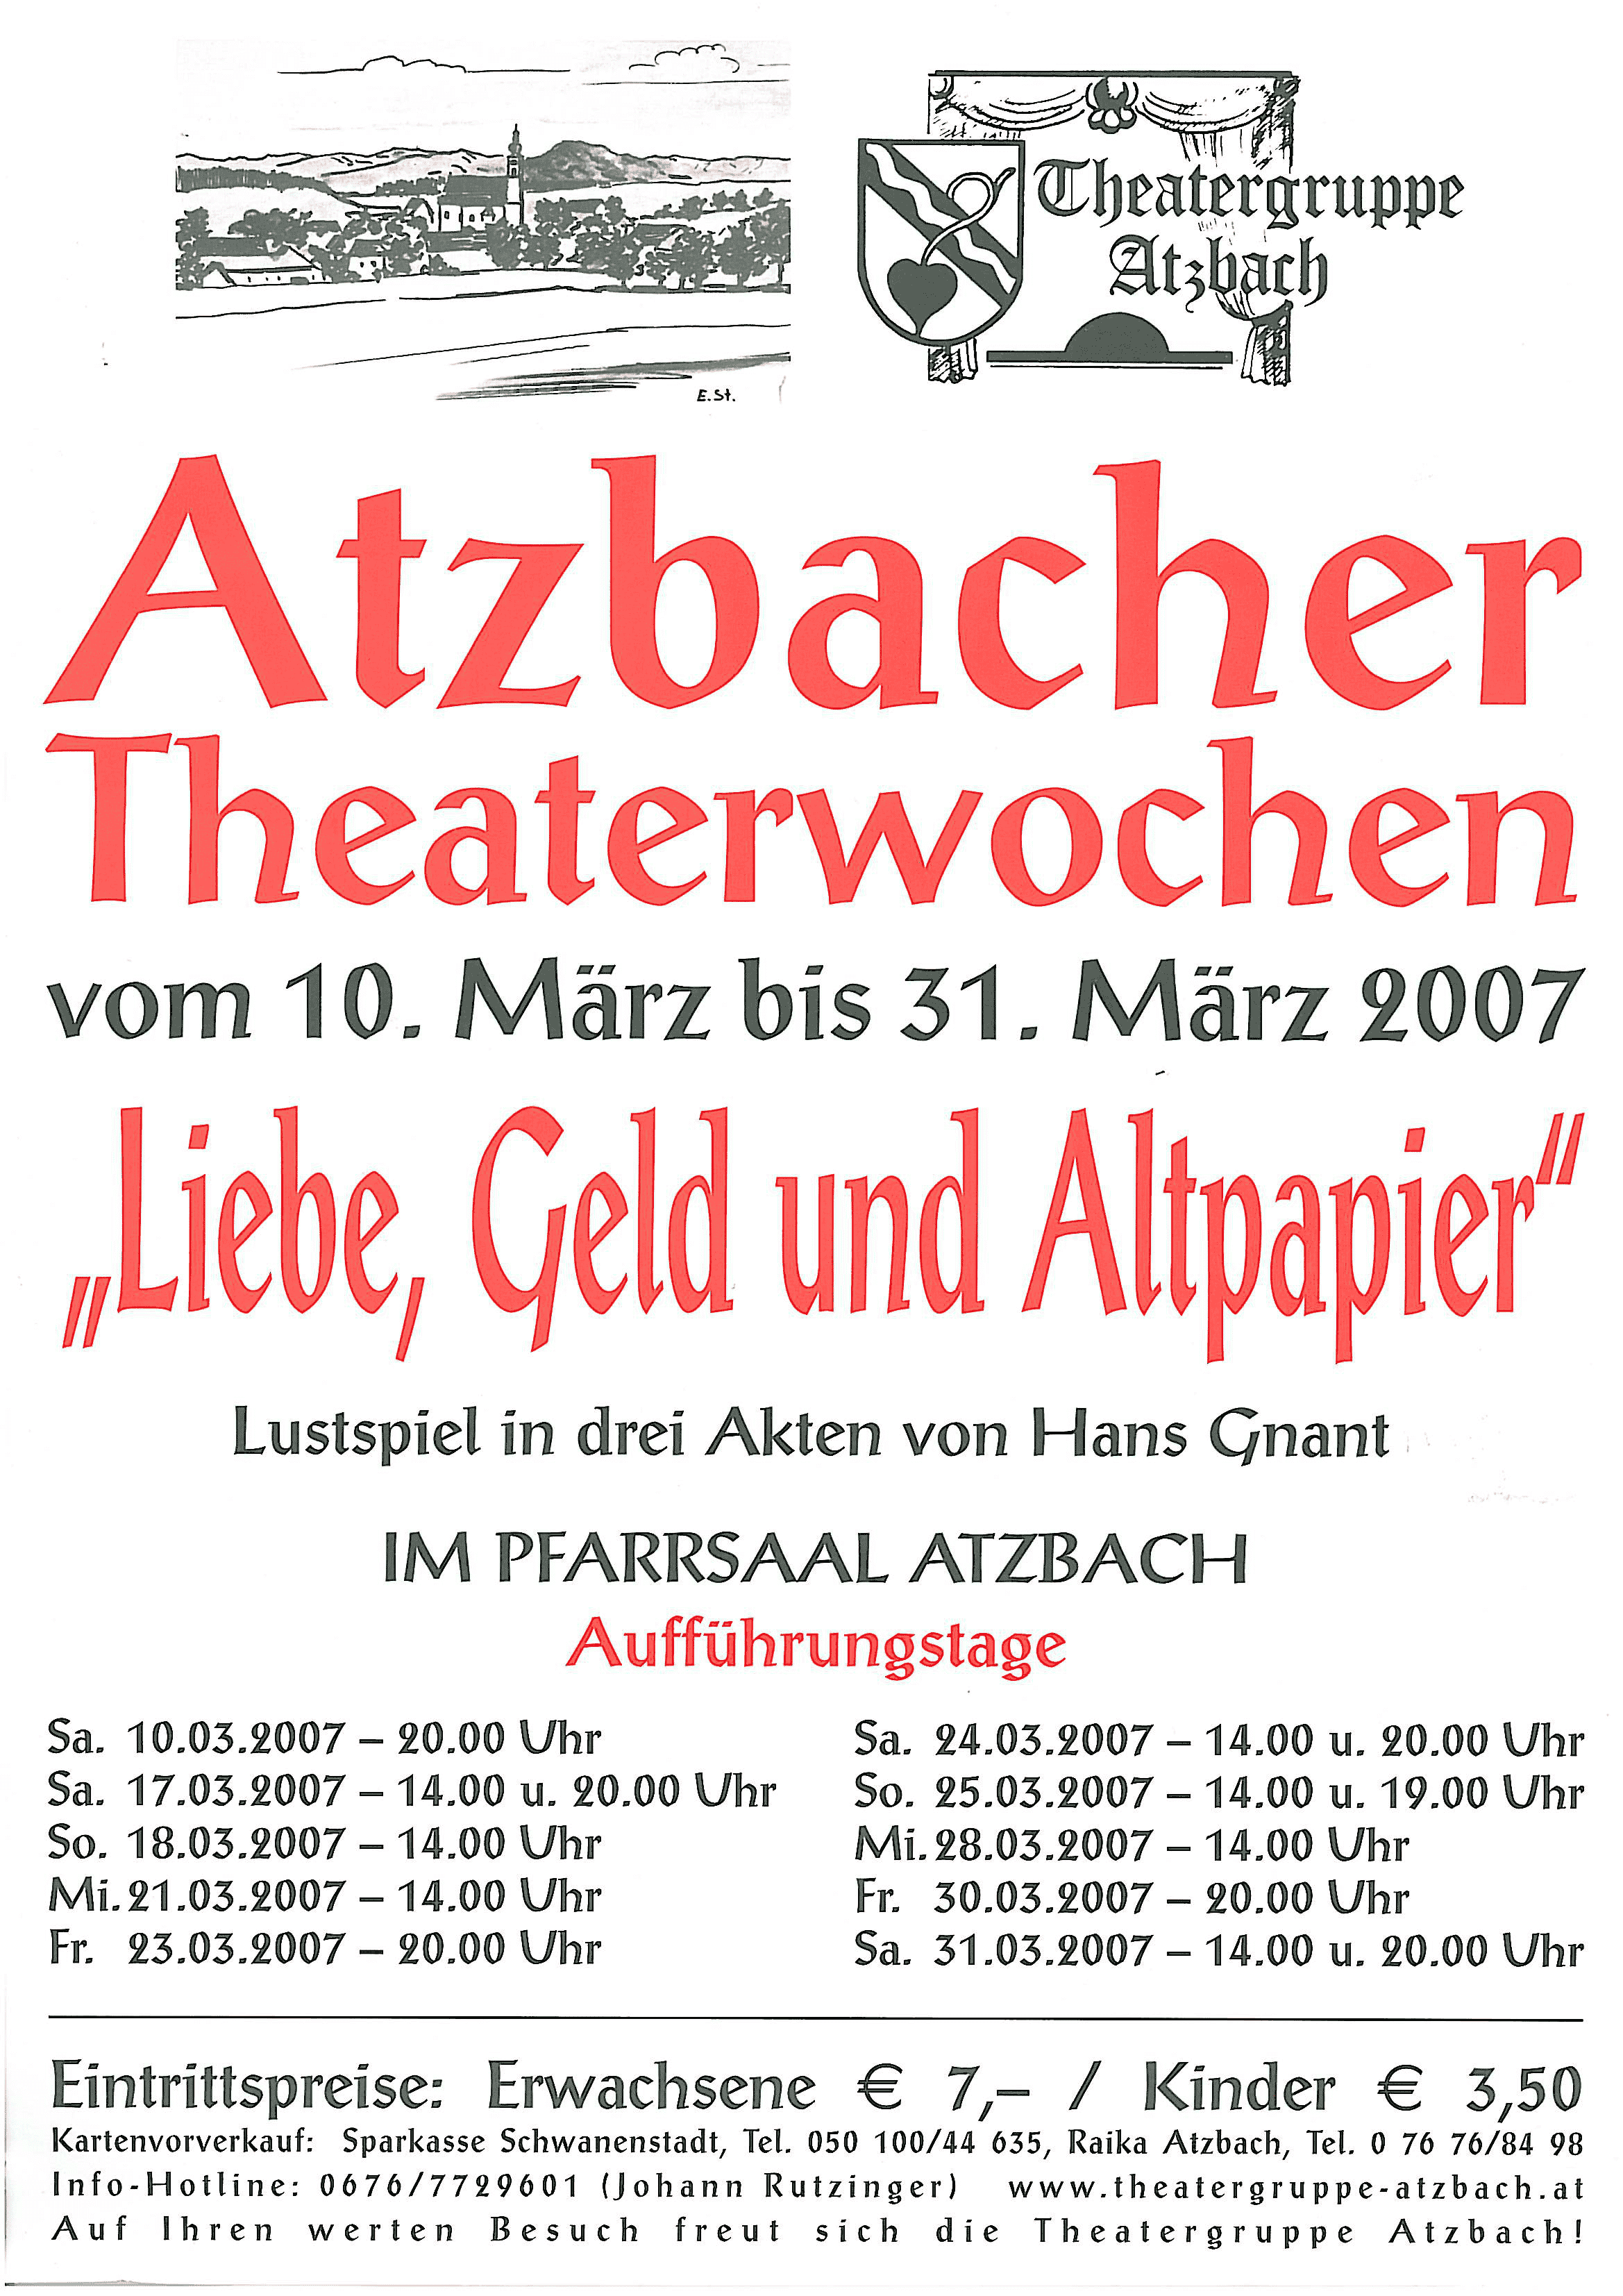 E.St.
Theatergruppe
Atzbach
Atzbacher
Theaterwochen
vom 10. März bis 31. März 2007
„Liebe, Geld und Altpapier“
Lustspiel in drei Akten von Hans Gnant
IM PFARRSAAL ATZBACH
Aufführungstage
Sa. 10.03.2007 – 20.00 Uhr
Sa. 17.03.2007 – 14.00 u. 20.00 Uhr
So. 18.03.2007 – 14.00 Uhr
Mi. 21.03.2007 – 14.00 Uhr
Fr. 23.03.2007 – 20.00 Uhr
Sa. 24.03.2007 – 14.00 u. 20.00 Uhr
So. 25.03.2007 – 14.00 u. 19.00 Uhr
Mi. 28.03.2007 – 14.00 Uhr
Fr. 30.03.2007 – 20.00 Uhr
Sa. 31.03.2007 – 14.00 u. 20.00 Uhr
Eintrittspreise: Erwachsene € 7,– / Kinder € 3,50
Kartenvorverkauf: Sparkasse Schwanenstadt, Tel. 050 100/44 635, Raika Atzbach, Tel. 0 76 76/84 98
Info-Hotline: 0676/7729601 (Johann Rutzinger) www.theatergruppe-atzbach.at
Auf Ihren werten Besuch freut sich die Theatergruppe Atzbach!